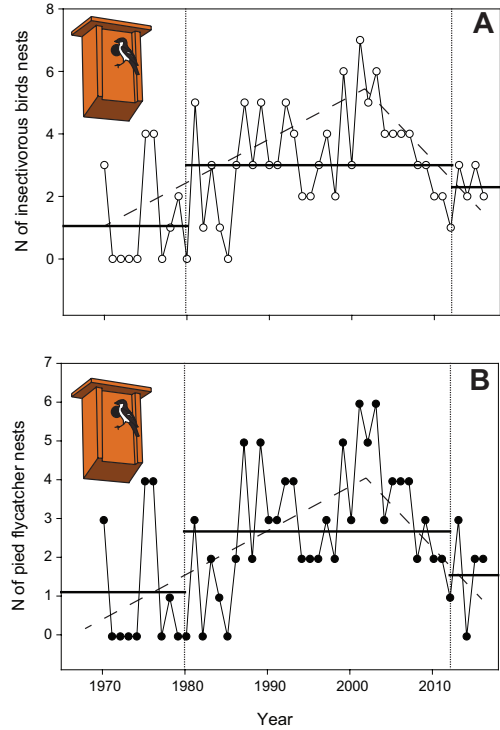 A
N of insectivorous birds nests
8
6
4
2
0
B
N of pied flycatcher nests
7
6
5
4
3
2
1
0
1970 1980 1990 2000 2010
Year